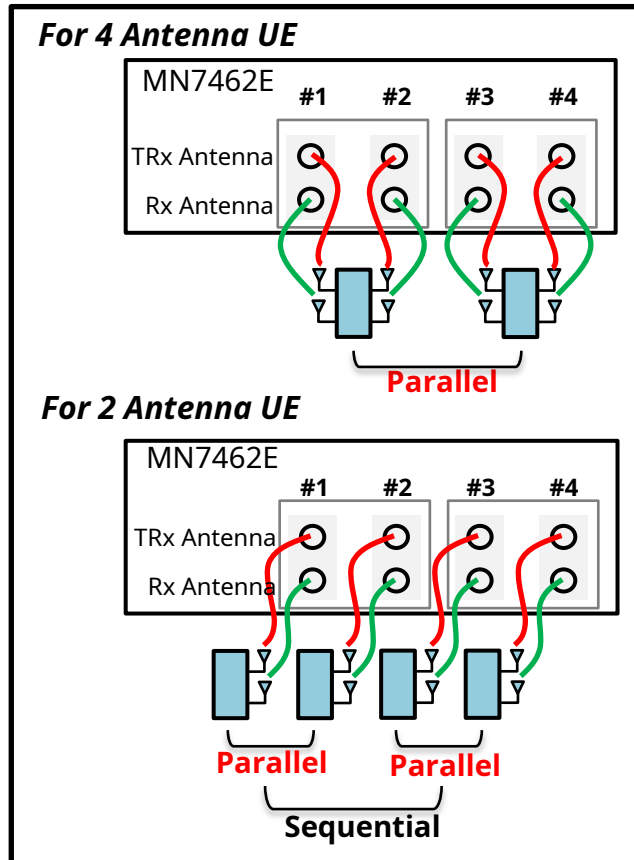 For 4 Antenna UE
MN7462E
#1 #2 #3 #4
TRx Antenna
Rx Antenna
Parallel
For 2 Antenna UE
MN7462E
#1 #2 #3 #4
TRx Antenna
Rx Antenna
Parallel Parallel
Sequential